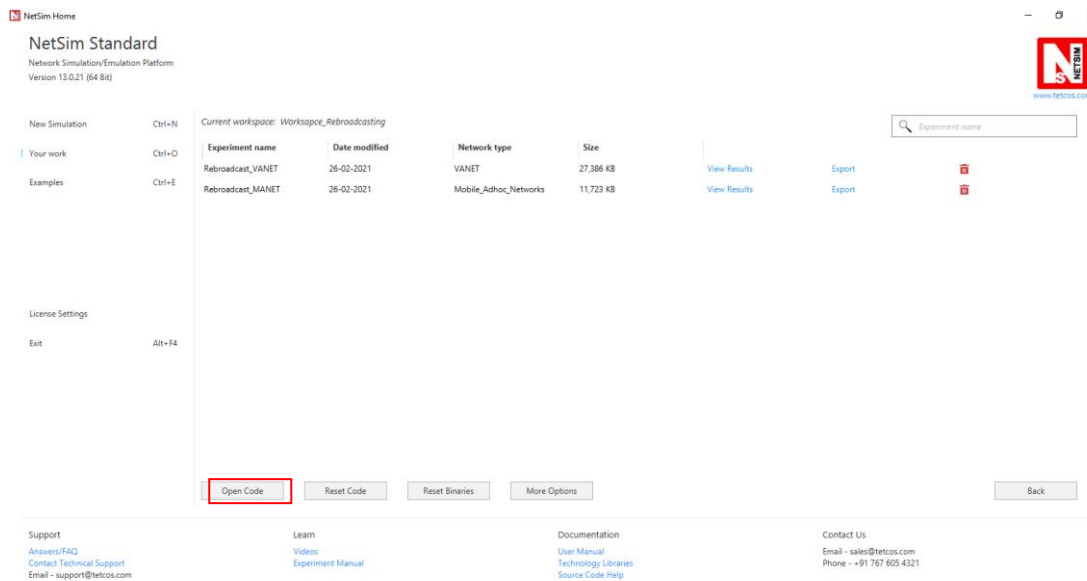 NetSim Home
NetSim Standard
Network Simulation/Emulation Platform
Version 13.0.21 (64 Bit)
NETSIM
www.tetcos.co
New Simulation Ctrl+N
Your work Ctrl+O
Examples Ctrl+E
License Settings
Exit Alt+F4
Current workspace: Worksapce_Rebroadcasting
Experiment name
Experiment name Date modified Network type Size
Rebroadcast_VANET 26-02-2021 VANET 27,386 KB View Results Export
Rebroadcast_MANET 26-02-2021 Mobile_Adhoc_Networks 11,723 KB View Results Export
Open Code Reset Code Reset Binaries More Options Back
Support
Answers/FAQ
Contact Technical Support
Email - support@tetcos.com
Learn
Videos
Experiment Manual
Documentation
User Manual
Technology Libraries
Source Code Help
Contact Us
Email - sales@tetcos.com
Phone - +91 767 605 4321